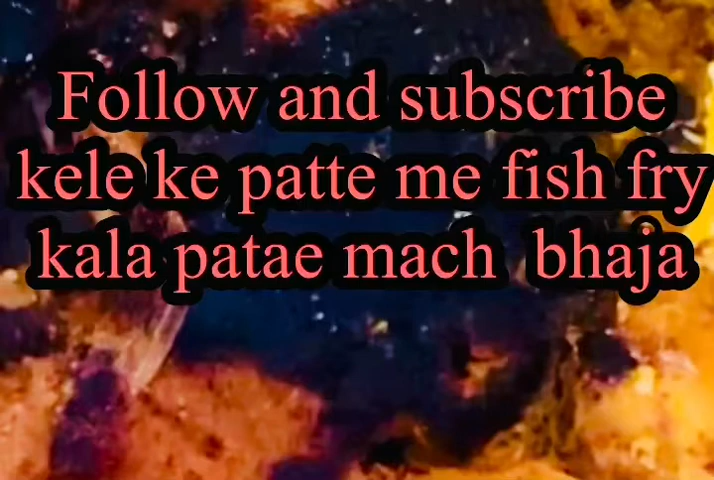 Follow and subscribe
kele ke patte me fish fry
kala patae mach bhaja